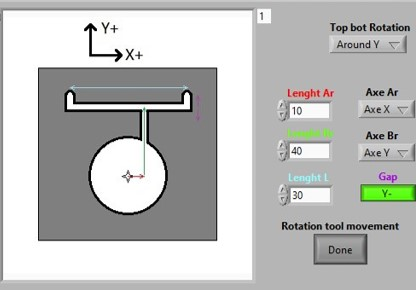 1
Y+
X+
Top bot Rotation
Around Y
Lenght Ar
10
Axe Ar
Axe X
Lenght Br
40
Axe Br
Axe Y
Lenght L
30
Gap
Y-
Rotation tool movement
Done